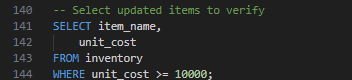 140 -- Select updated items to verify
141 SELECT item_name,
142 unit_cost
143 FROM inventory
144 WHERE unit_cost >= 10000;